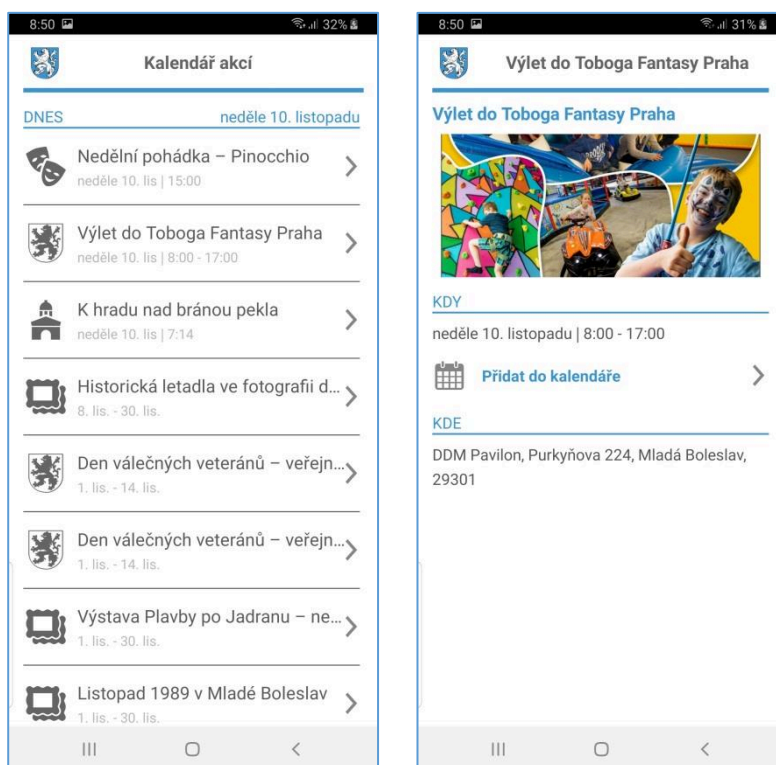 8:50 32%
Kalendář akcí
DNES neděle 10. listopadu
Nedělní pohádka – Pinocchio
neděle 10. lis | 15:00
Výlet do Toboga Fantasy Praha
neděle 10. lis | 8:00 - 17:00
K hradu nad bránou pekla
neděle 10. lis | 7:14
Historická letadla ve fotografii d...
8. lis. - 30. lis.
Den válečných veteránů – veřejn...
1. lis. - 14. lis.
Den válečných veteránů – veřejn...
1. lis. - 14. lis.
Výstava Plavby po Jadranu – ne...
1. lis. - 30. lis.
Listopad 1989 v Mladé Boleslav
1. lis. - 30. lis.
8:50 31%
Výlet do Toboga Fantasy Praha
Výlet do Toboga Fantasy Praha
KDY
neděle 10. listopadu | 8:00 - 17:00
Přidat do kalendáře
KDE
DDM Pavilon, Purkyňova 224, Mladá Boleslav,
29301